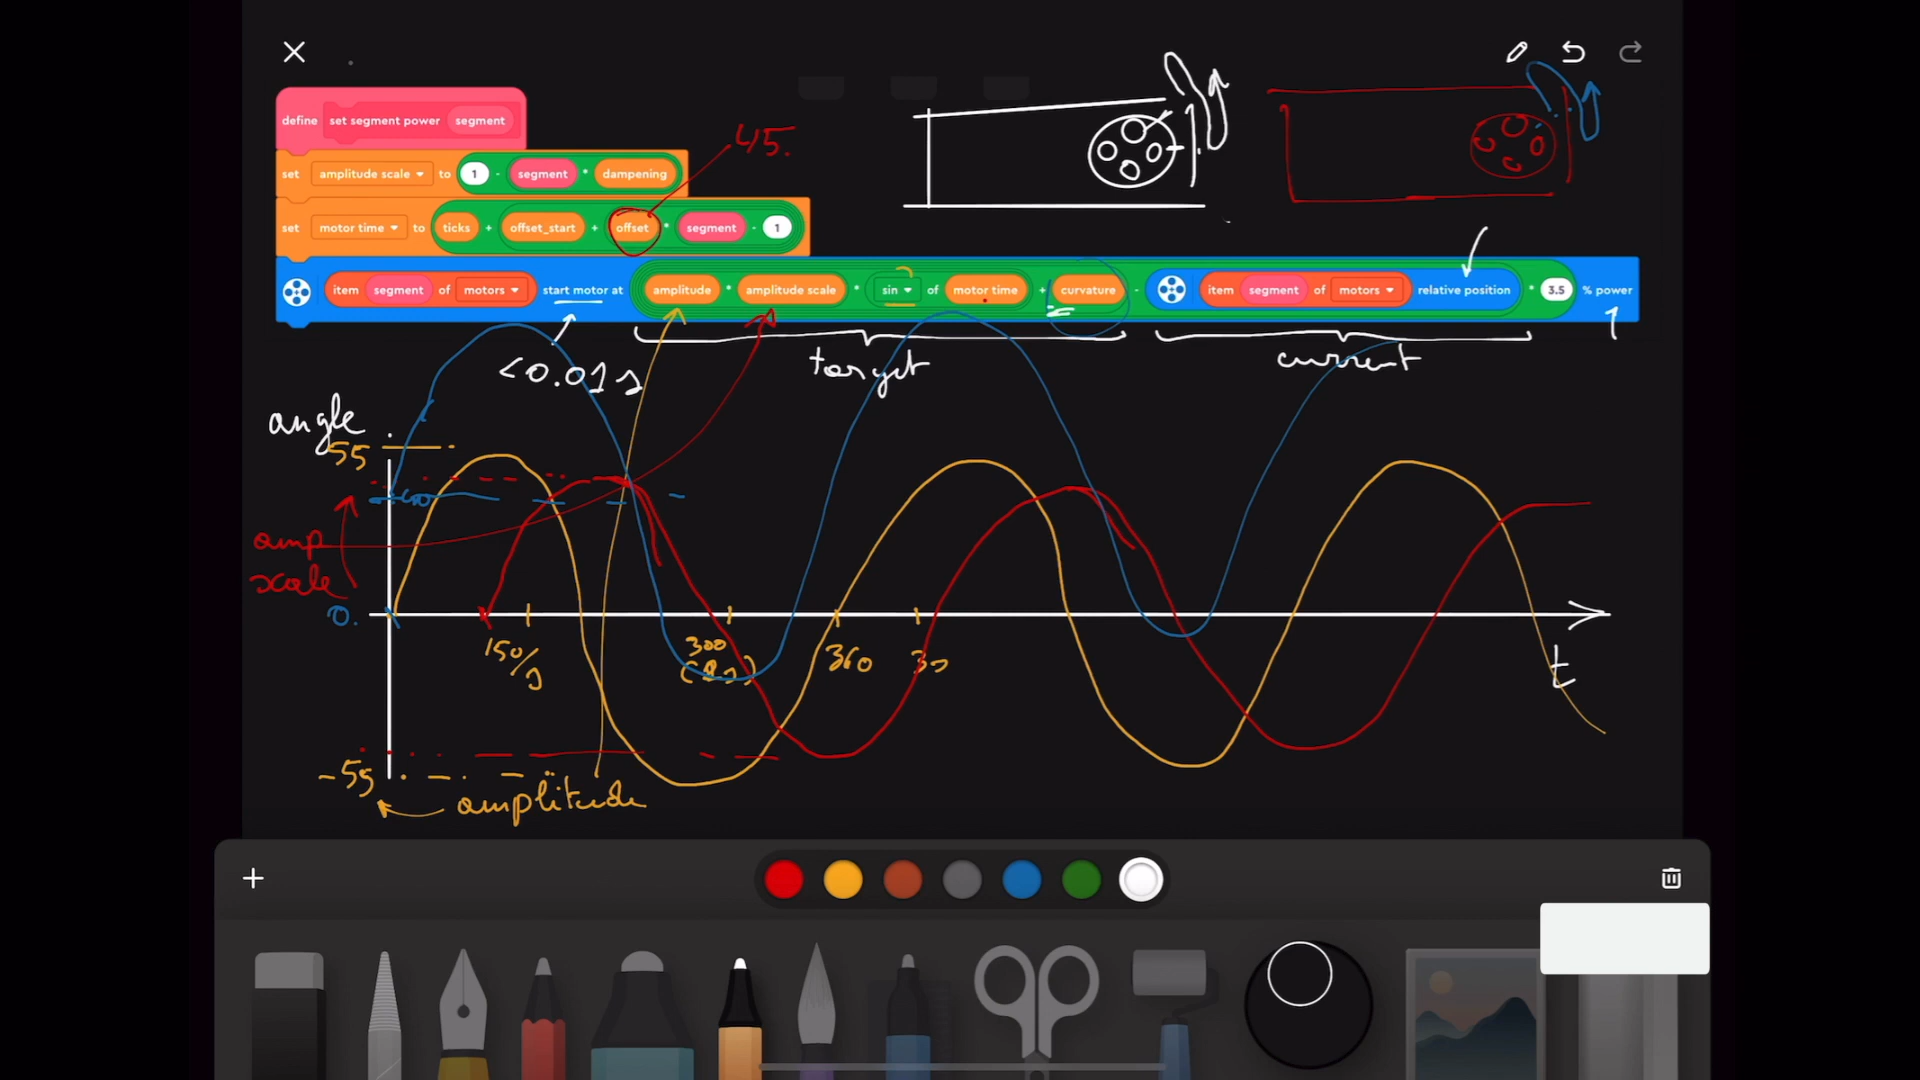 define set segment power segment
45.
set amplitude scale to 1 - segment * dampening
set motor time to ticks + offset_start + offset * segment - 1
item segment of motors start motor at amplitude * amplitude scale * sin of motor time + curvature - item segment of motors relative position * 3.5 % power
<0.01s
target
current
angle
55
40
amp
scale
0.
150/s
300
(2s)
360
3s
t
-55
amplitude